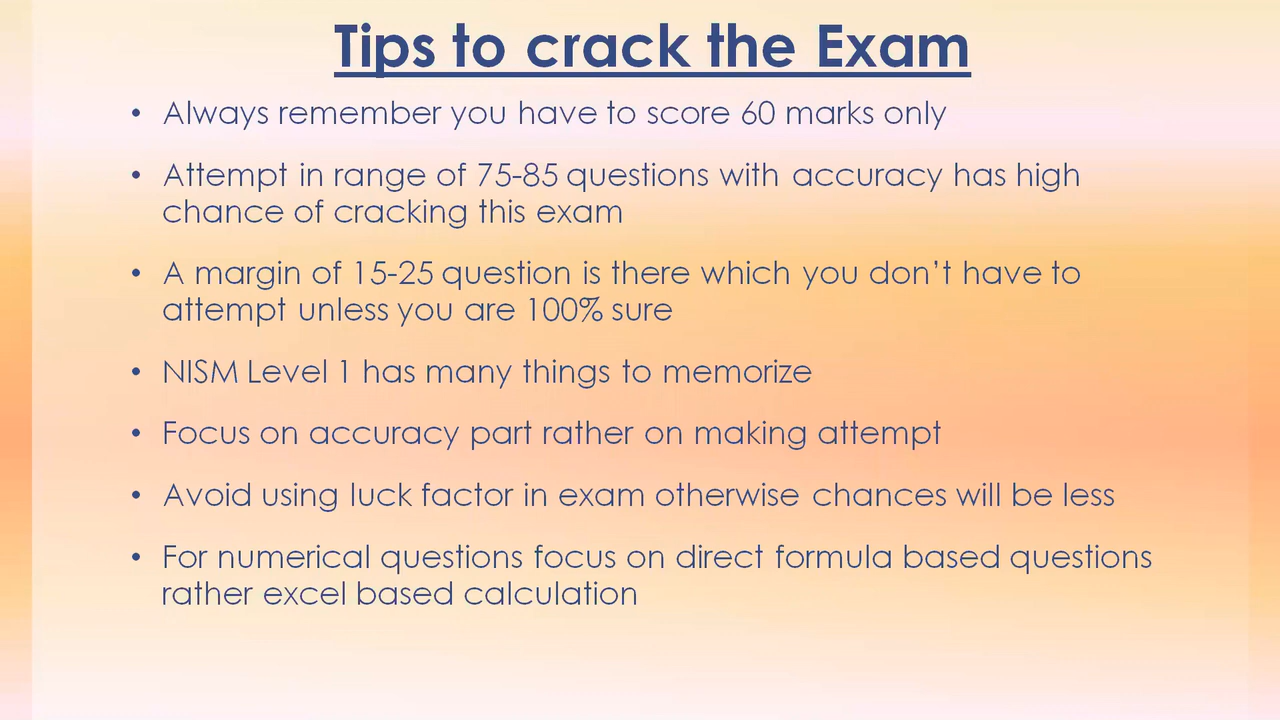 Tips to crack the Exam
• Always remember you have to score 60 marks only
• Attempt in range of 75-85 questions with accuracy has high
chance of cracking this exam
• A margin of 15-25 question is there which you don’t have to
attempt unless you are 100% sure
• NISM Level 1 has many things to memorize
• Focus on accuracy part rather on making attempt
• Avoid using luck factor in exam otherwise chances will be less
• For numerical questions focus on direct formula based questions
rather excel based calculation